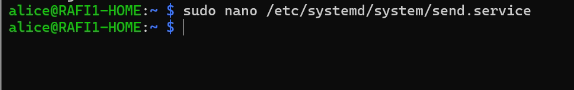 alice@RAFI1-HOME:~ $ sudo nano /etc/systemd/system/send.service
alice@RAFI1-HOME:~ $